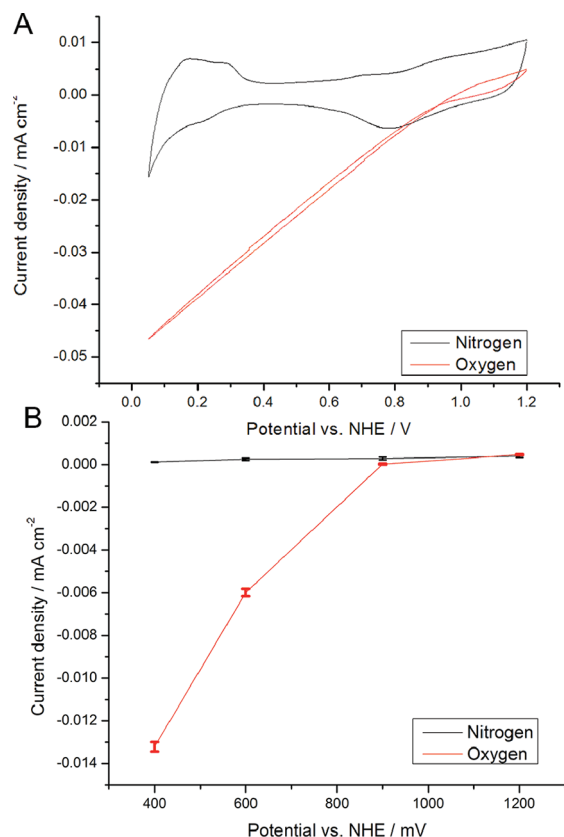 A
0.01
0.00
-0.01
-0.02
-0.03
-0.04
-0.05
Current density / mA cm⁻²
Nitrogen
Oxygen
0.0 0.2 0.4 0.6 0.8 1.0 1.2
Potential vs. NHE / V
B
0.002
0.000
-0.002
-0.004
-0.006
-0.008
-0.010
-0.012
-0.014
Current density / mA cm⁻²
Nitrogen
Oxygen
400 600 800 1000 1200
Potential vs. NHE / mV